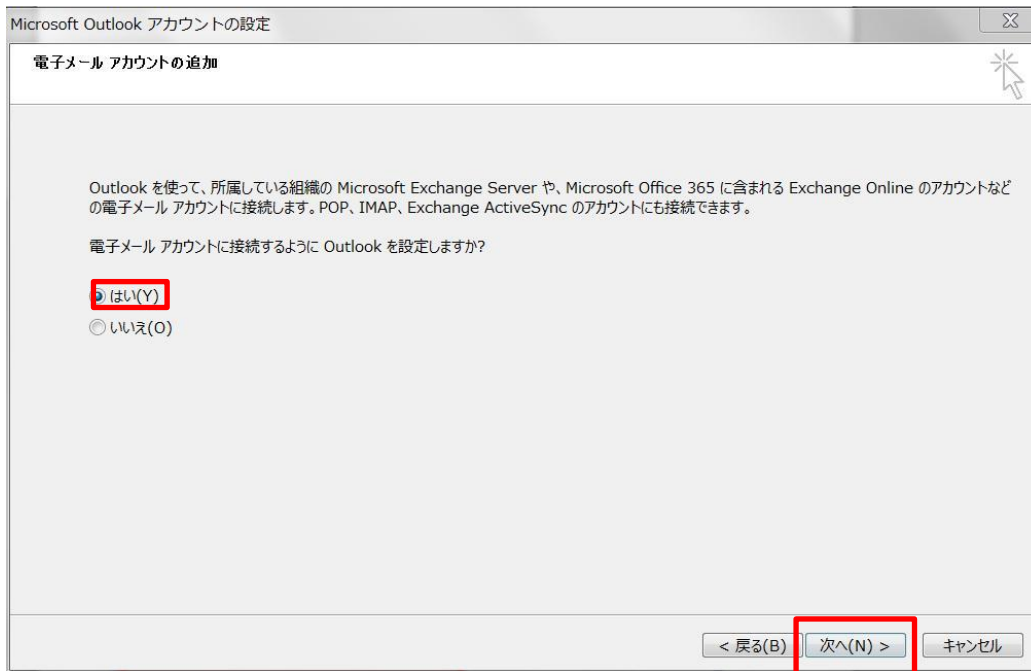 Microsoft Outlook アカウントの設定
電子メール アカウントの追加
Outlook を使って、所属している組織の Microsoft Exchange Server や、Microsoft Office 365 に含まれる Exchange Online のアカウントなど
の電子メール アカウントに接続します。POP、IMAP、Exchange ActiveSync のアカウントにも接続できます。
電子メール アカウントに接続するように Outlook を設定しますか?
はい(Y)
いいえ(O)
< 戻る(B) 次へ(N) > キャンセル